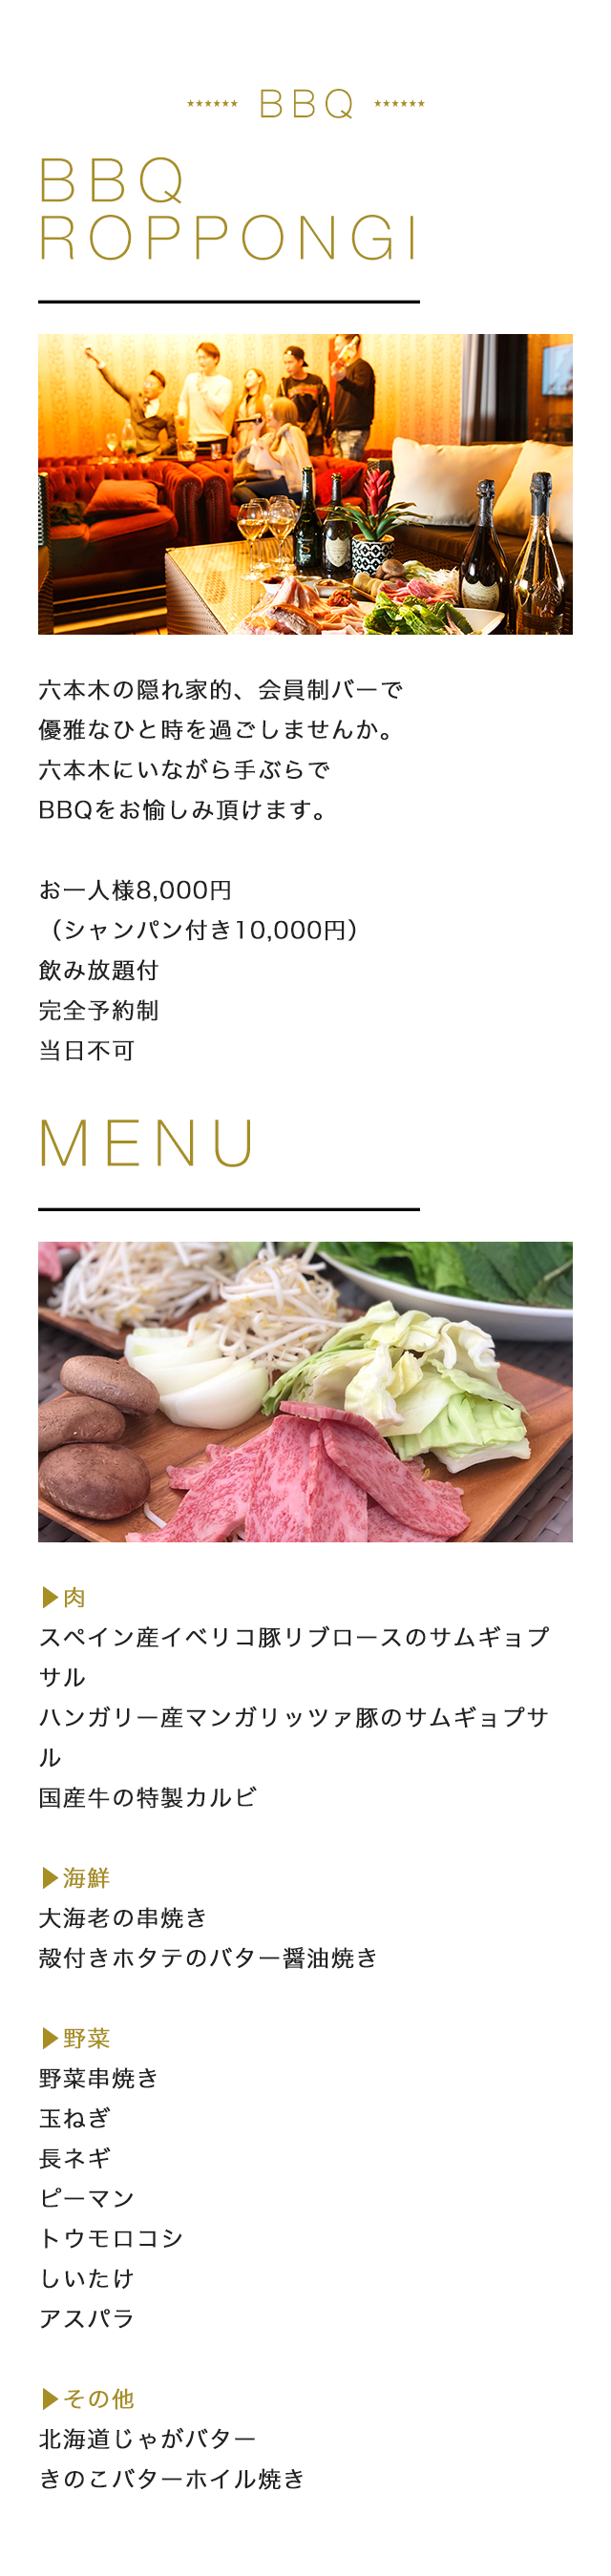 ****** BBQ ******
BBQ
ROPPONGI
六本木の隠れ家的、会員制バーで
優雅なひと時を過ごしませんか。
六本木にいながら手ぶらで
BBQをお愉しみ頂けます。
お一人様8,000円
（シャンパン付き10,000円）
飲み放題付
完全予約制
当日不可
MENU
▶肉
スペイン産イベリコ豚リブロースのサムギョプ
サル
ハンガリー産マンガリッツァ豚のサムギョプサ
ル
国産牛の特製カルビ
▶海鮮
大海老の串焼き
殻付きホタテのバター醤油焼き
▶野菜
野菜串焼き
玉ねぎ
長ネギ
ピーマン
トウモロコシ
しいたけ
アスパラ
▶その他
北海道じゃがバター
きのこバターホイル焼き